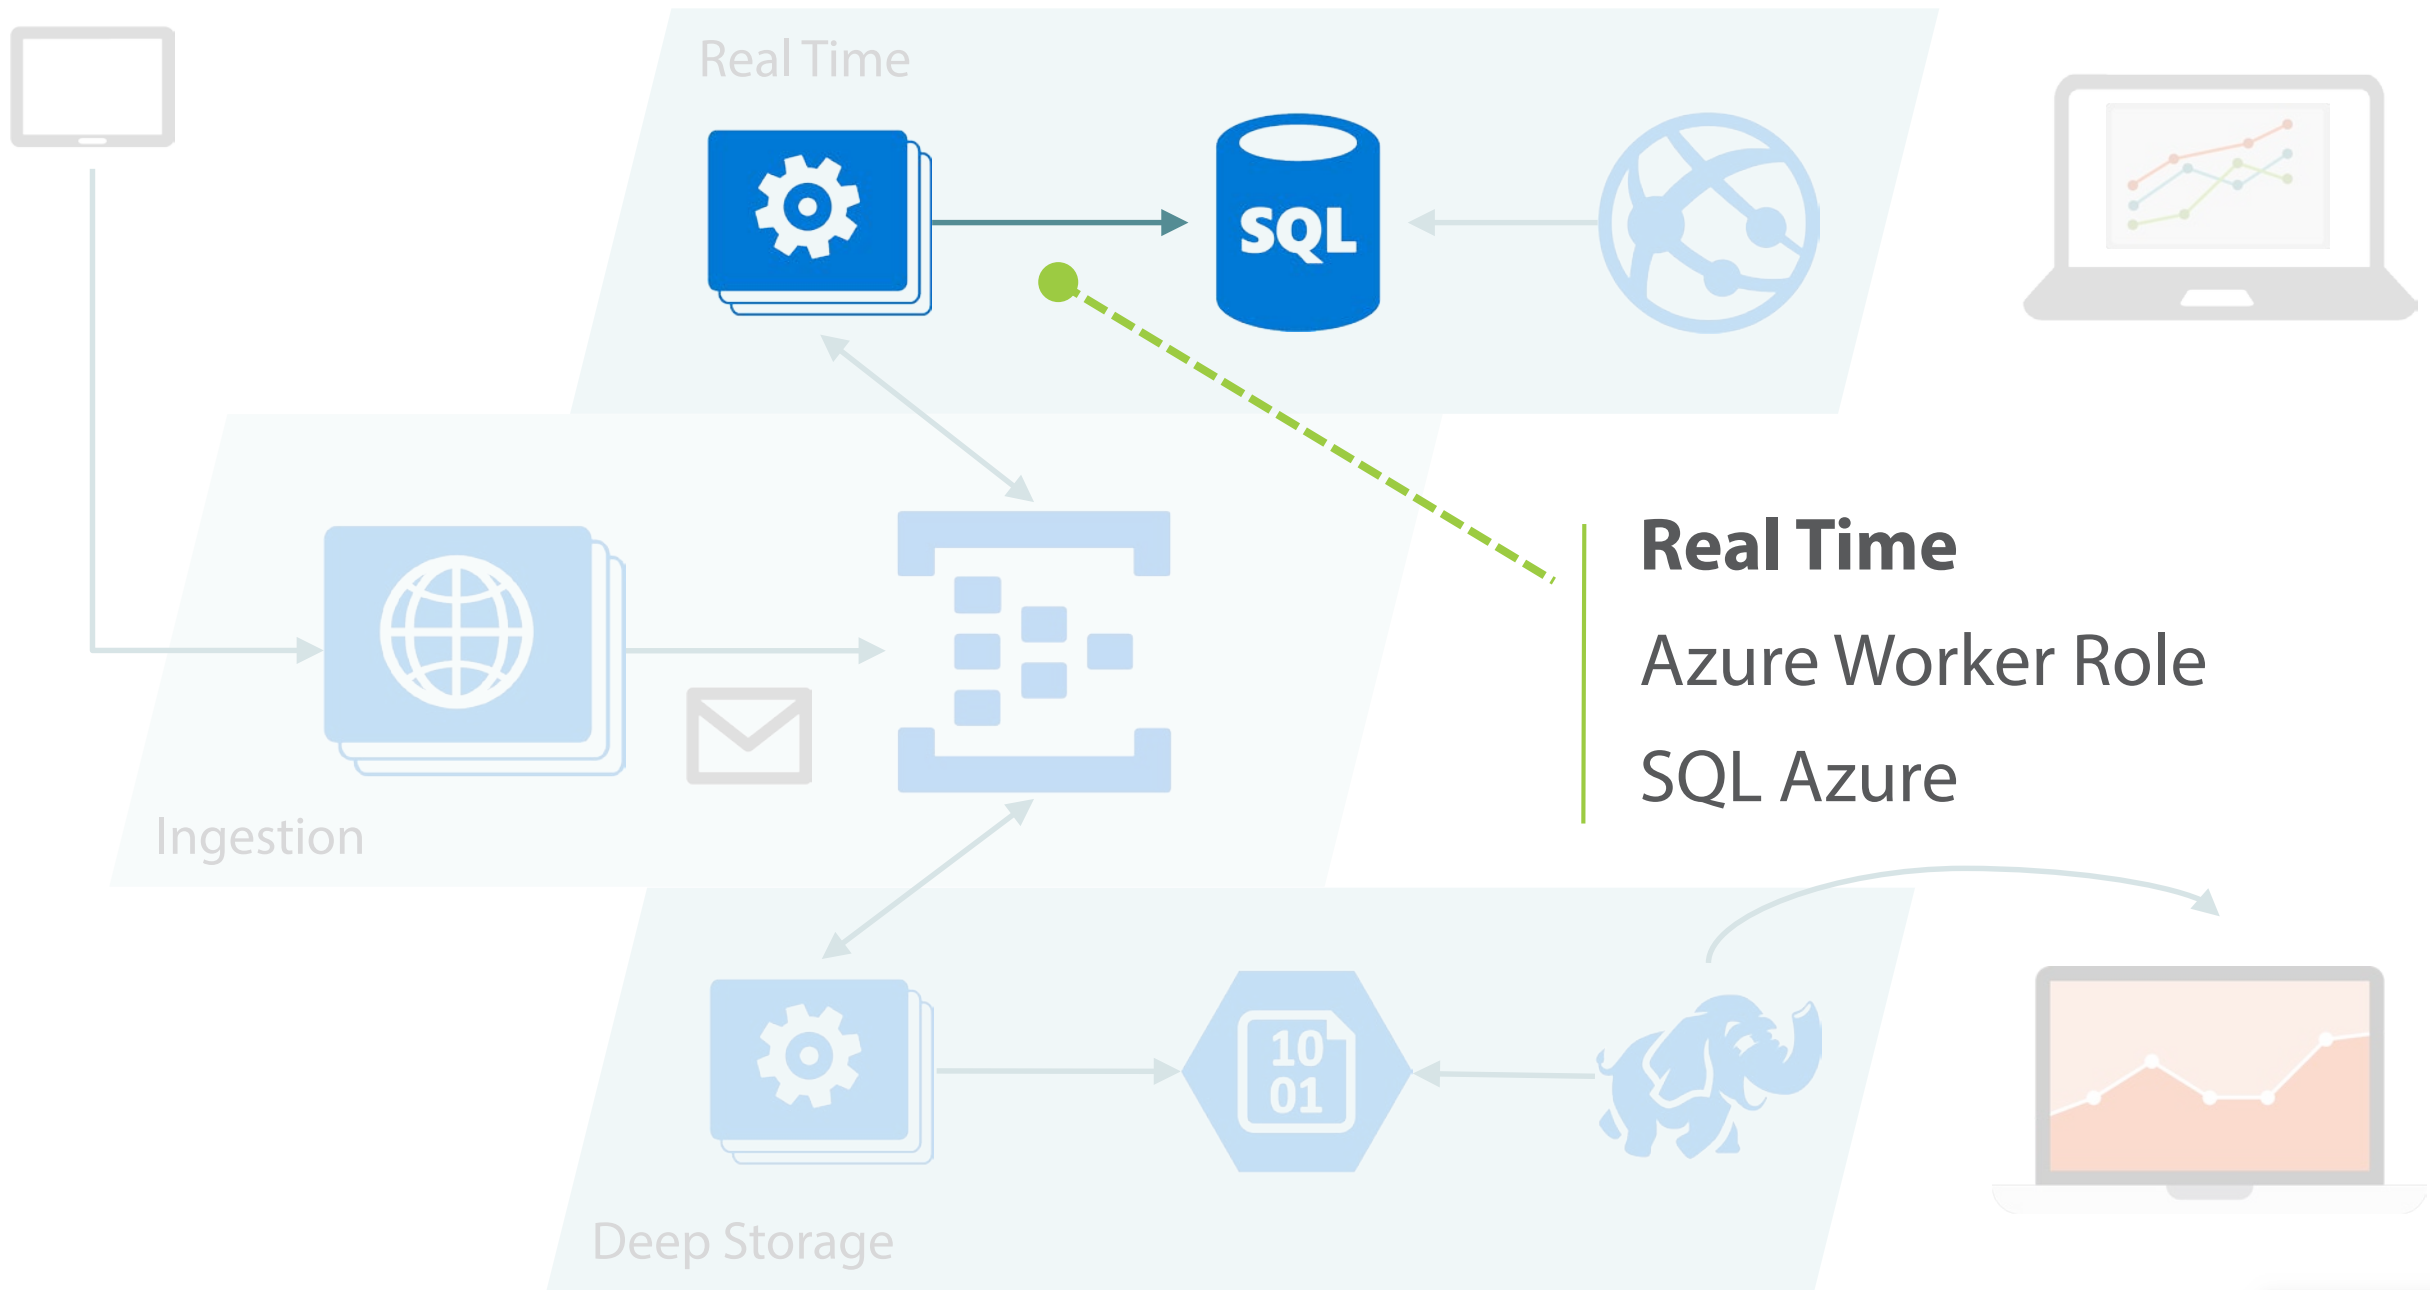 Real Time
SQL
Real Time
Azure Worker Role
SQL Azure
Ingestion
10
01
Deep Storage